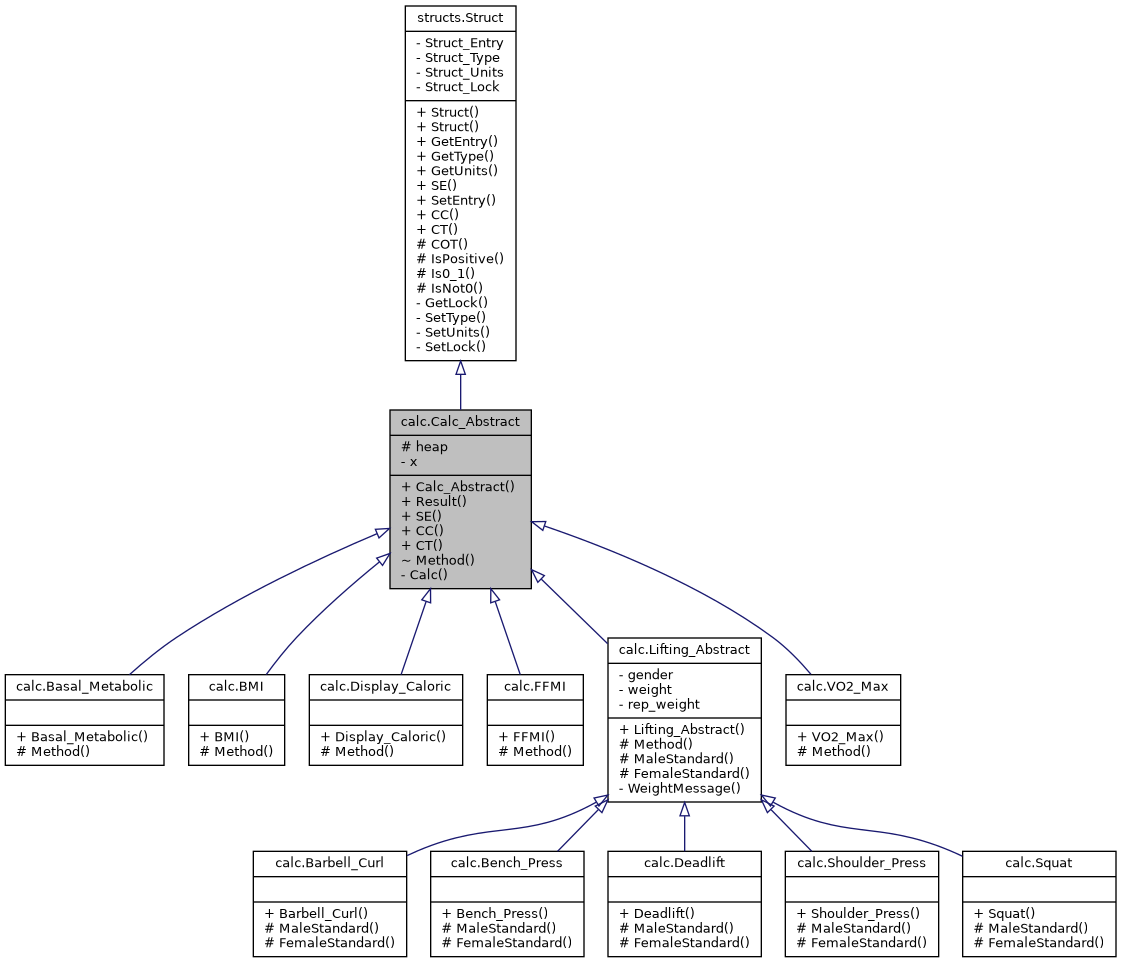 structs.Struct
- Struct_Entry
- Struct_Type
- Struct_Units
- Struct_Lock
+ Struct()
+ Struct()
+ GetEntry()
+ GetType()
+ GetUnits()
+ SE()
+ SetEntry()
+ CC()
+ CT()
# COT()
# IsPositive()
# Is0_1()
# IsNot0()
- GetLock()
- SetType()
- SetUnits()
- SetLock()
calc.Calc_Abstract
# heap
- x
+ Calc_Abstract()
+ Result()
+ SE()
+ CC()
+ CT()
~ Method()
- Calc()
calc.Basal_Metabolic
+ Basal_Metabolic()
# Method()
calc.BMI
+ BMI()
# Method()
calc.Display_Caloric
+ Display_Caloric()
# Method()
calc.FFMI
+ FFMI()
# Method()
calc.Lifting_Abstract
- gender
- weight
- rep_weight
+ Lifting_Abstract()
# Method()
# MaleStandard()
# FemaleStandard()
- WeightMessage()
calc.VO2_Max
+ VO2_Max()
# Method()
calc.Barbell_Curl
+ Barbell_Curl()
# MaleStandard()
# FemaleStandard()
calc.Bench_Press
+ Bench_Press()
# MaleStandard()
# FemaleStandard()
calc.Deadlift
+ Deadlift()
# MaleStandard()
# FemaleStandard()
calc.Shoulder_Press
+ Shoulder_Press()
# MaleStandard()
# FemaleStandard()
calc.Squat
+ Squat()
# MaleStandard()
# FemaleStandard()